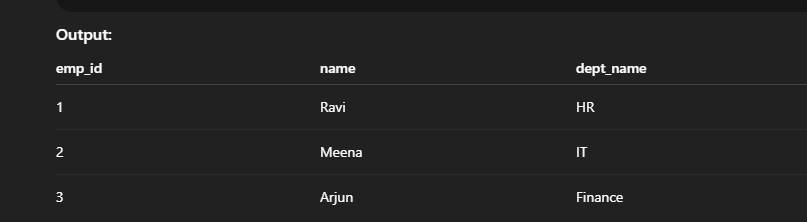 Output:
emp_id name dept_name
1 Ravi HR
2 Meena IT
3 Arjun Finance